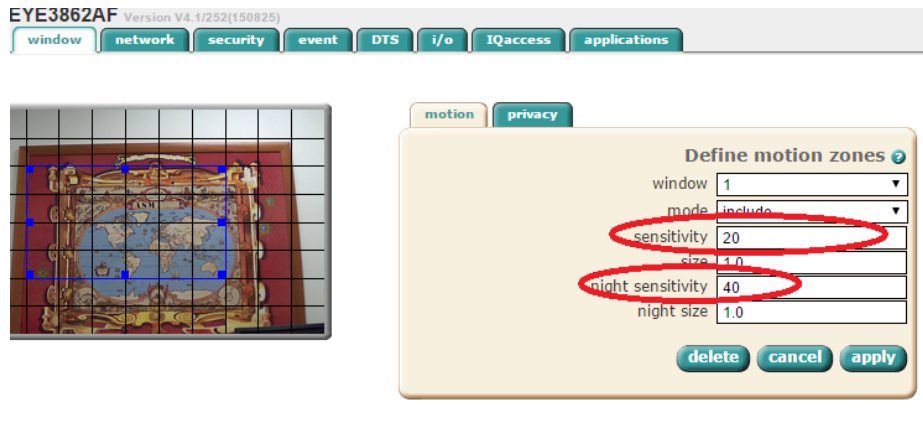 EYE3862AF Version V4.1/252(150825)
window network security event DTS i/o IQaccess applications
motion privacy
Define motion zones ?
window 1
mode include
sensitivity 20
size 1.0
night sensitivity 40
night size 1.0
delete cancel apply
ASM